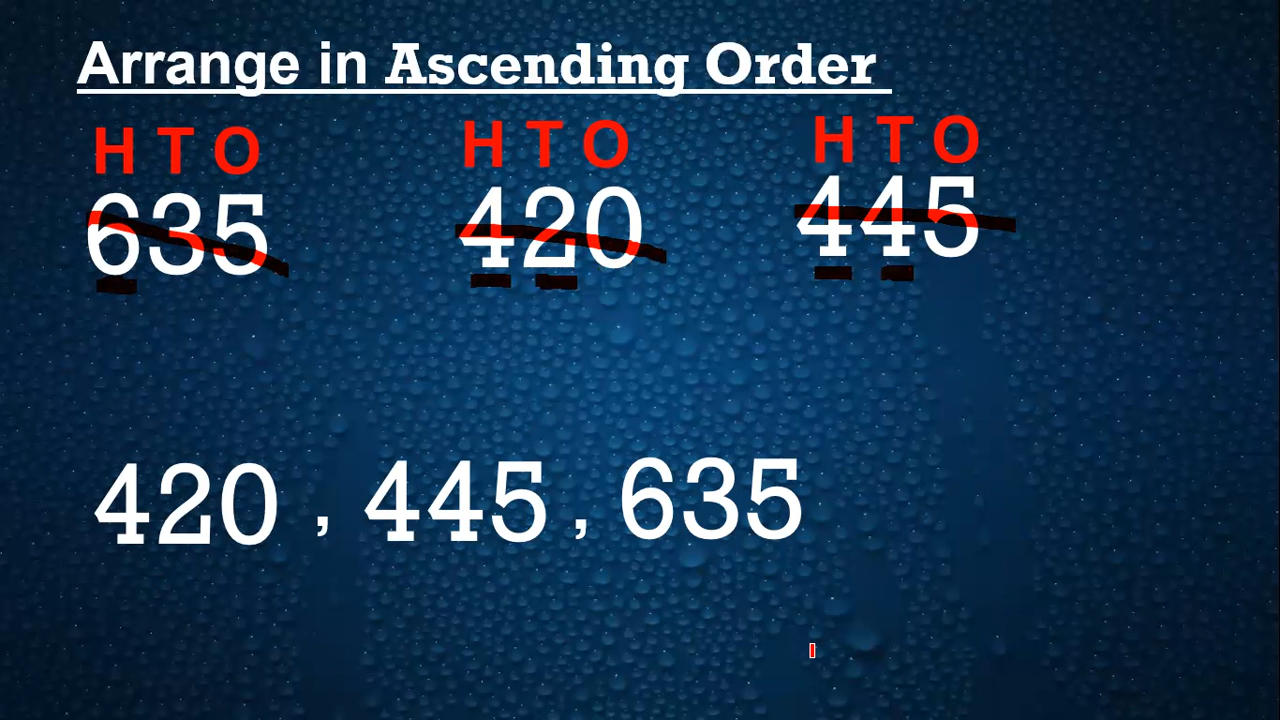 Arrange in Ascending Order
H T O H T O H T O
635 420 445
420 , 445 , 635